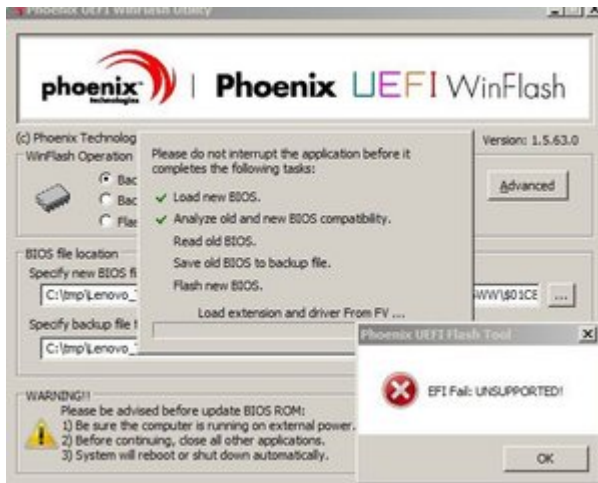 Phoenix UEFI WinFlash Utility
phoenix
technologies
Phoenix UEFI WinFlash
(c) Phoenix Technolog
Version: 1.5.63.0
WinFlash Operation
Bac
Bac
Flas
Advanced
Please do not interrupt the application before it
completes the following tasks:
Load new BIOS.
Analyze old and new BIOS compatibility.
Read old BIOS.
Save old BIOS to backup file.
Flash new BIOS.
Load extension and driver From FV ...
BIOS file location
Specify new BIOS fi
C:\tmp\Lenovo_
WW\$01CE
...
Specify backup file
C:\tmp\Lenovo_
Phoenix UEFI Flash Tool
EFI Fail: UNSUPPORTED!
OK
WARNING!!
Please be advised before update BIOS ROM:
1) Be sure the computer is running on external power.
2) Before continuing, close all other applications.
3) System will reboot or shut down automatically.